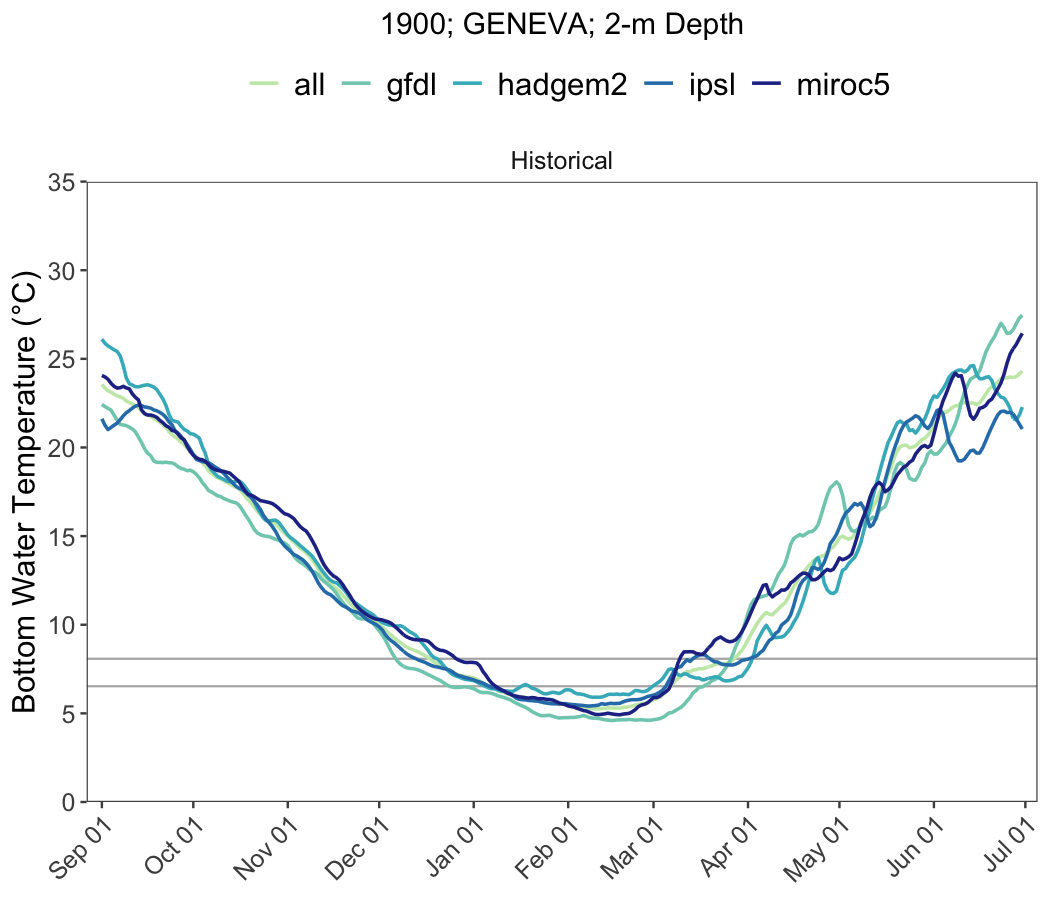 1900; GENEVA; 2-m Depth
all gfdl hadgem2 ipsl miroc5
Historical
Bottom Water Temperature (°C)
35
30
25
20
15
10
5
0
Sep 01 Oct 01 Nov 01 Dec 01 Jan 01 Feb 01 Mar 01 Apr 01 May 01 Jun 01 Jul 01